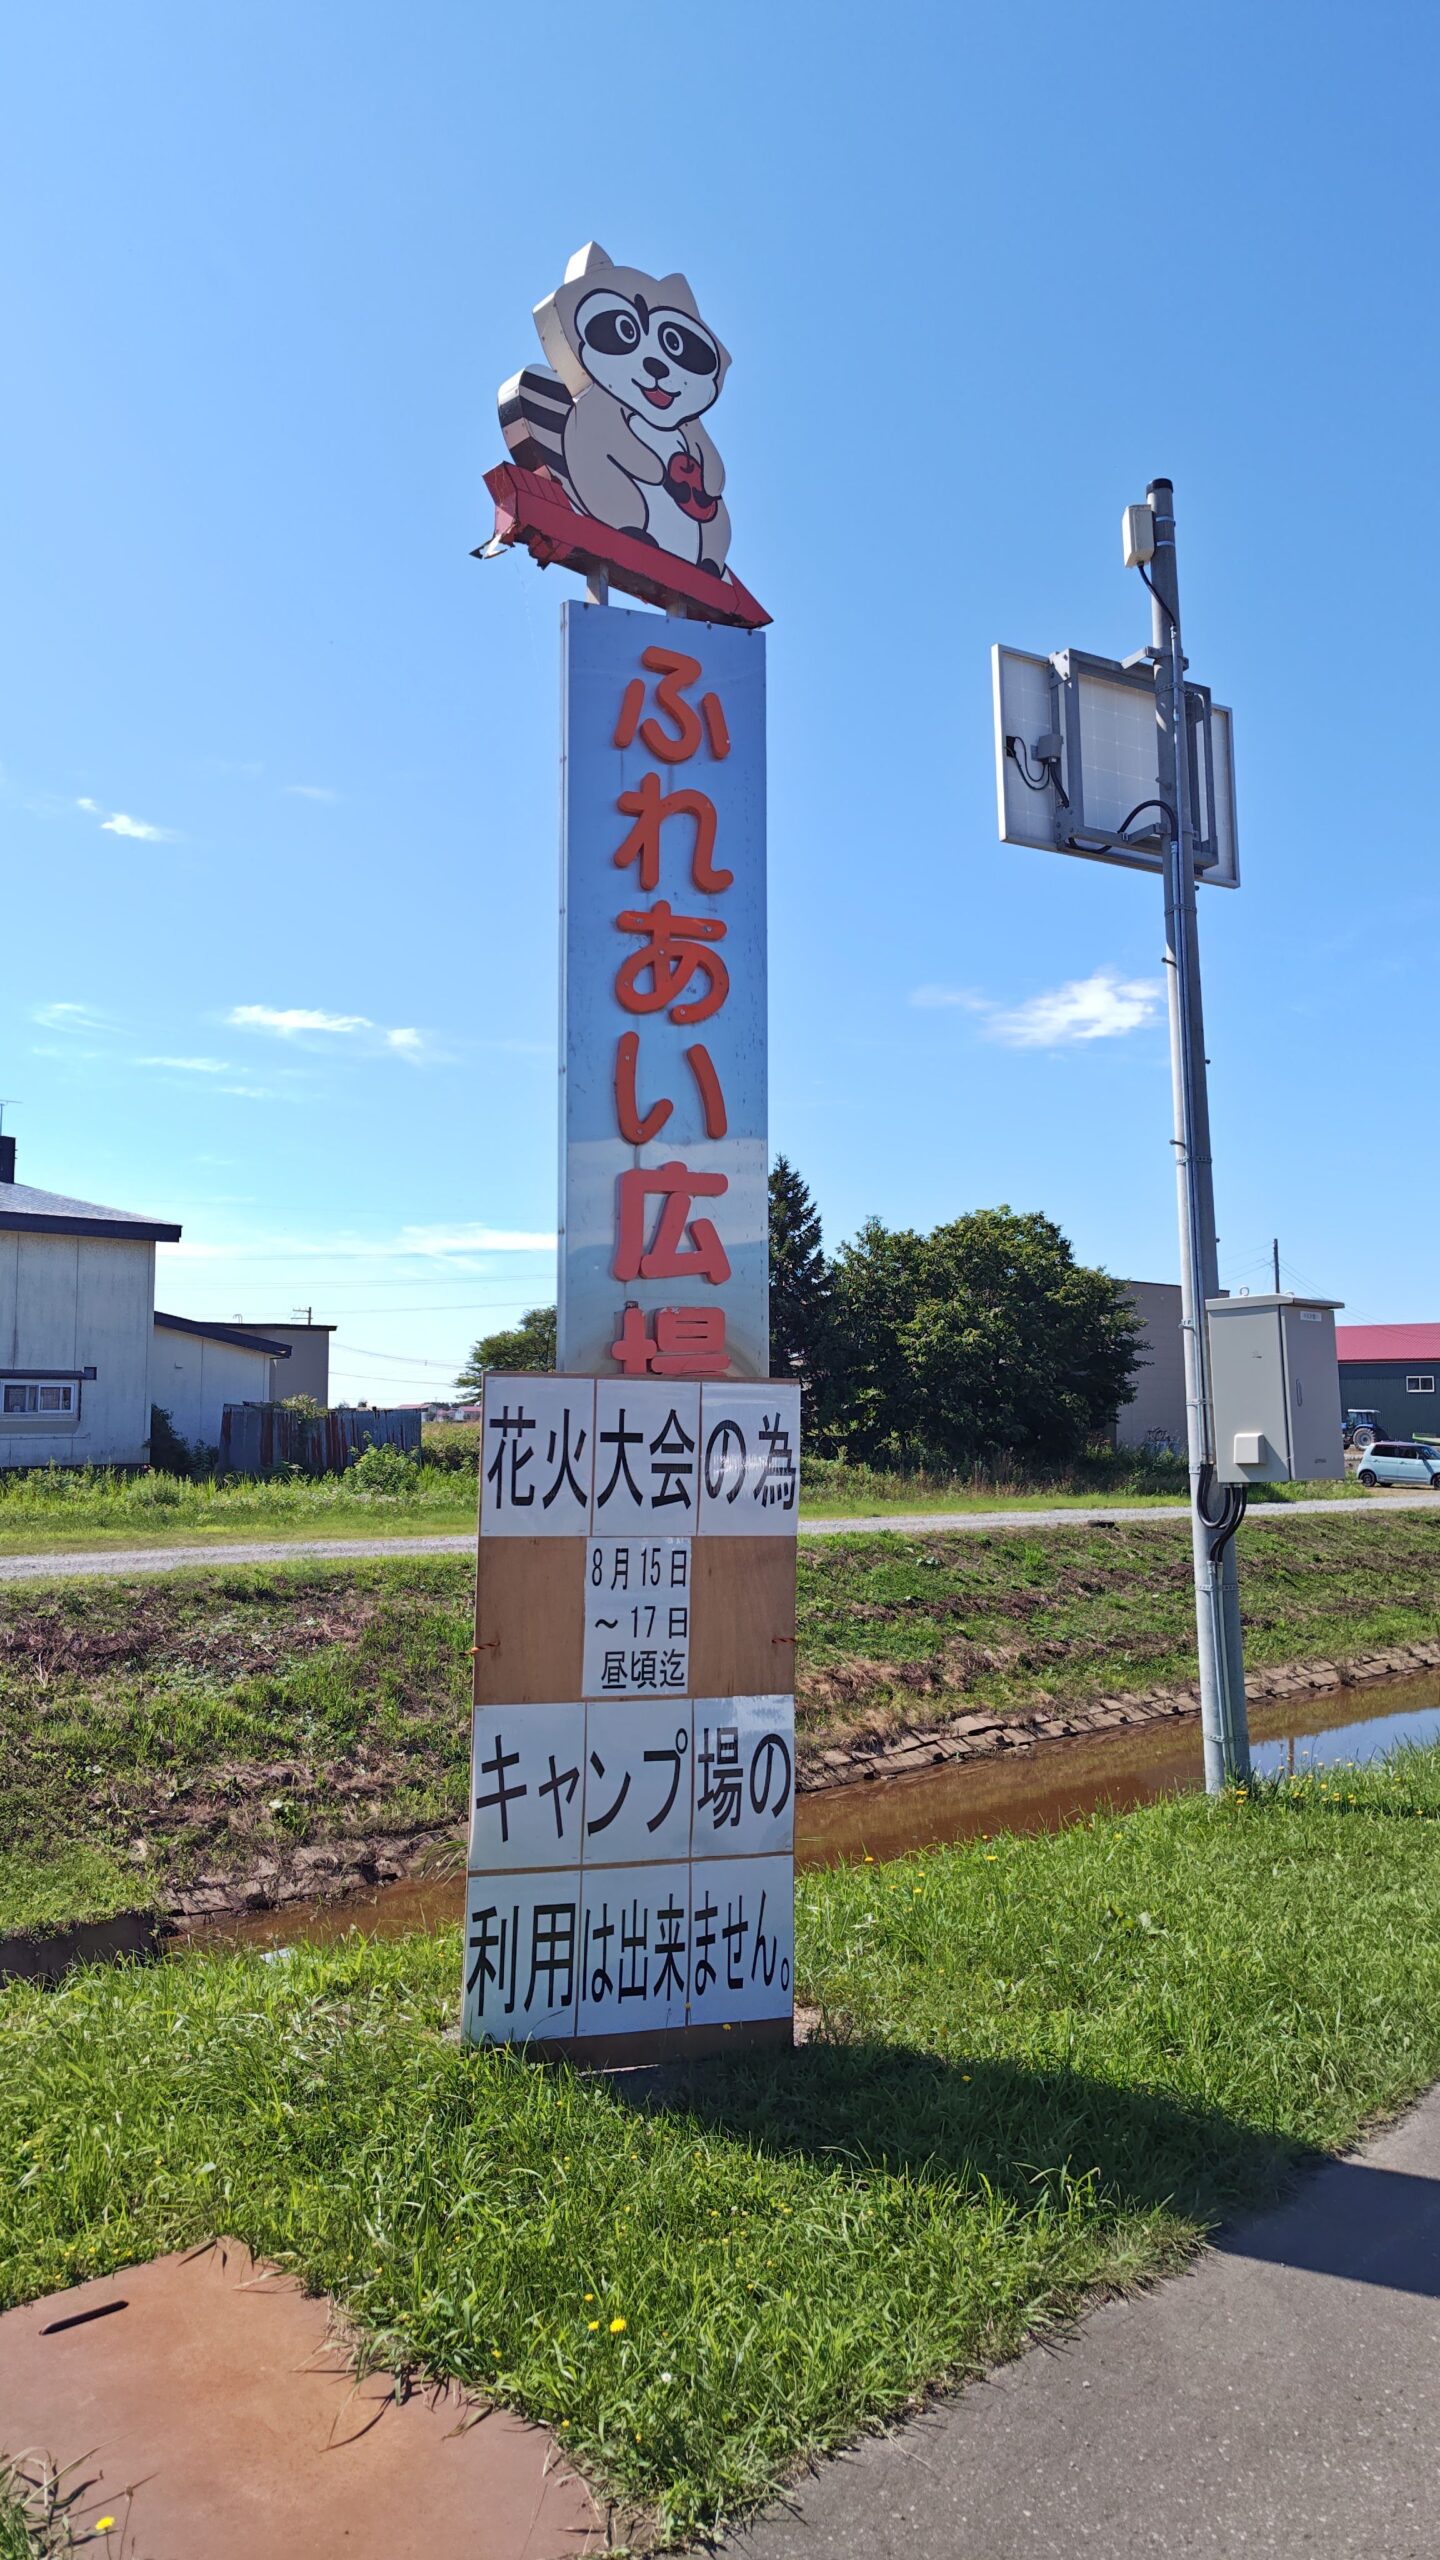 ふれあい広場
花火大会の為
8月15日
～17日
昼頃迄
キャンプ場の
利用は出来ません。